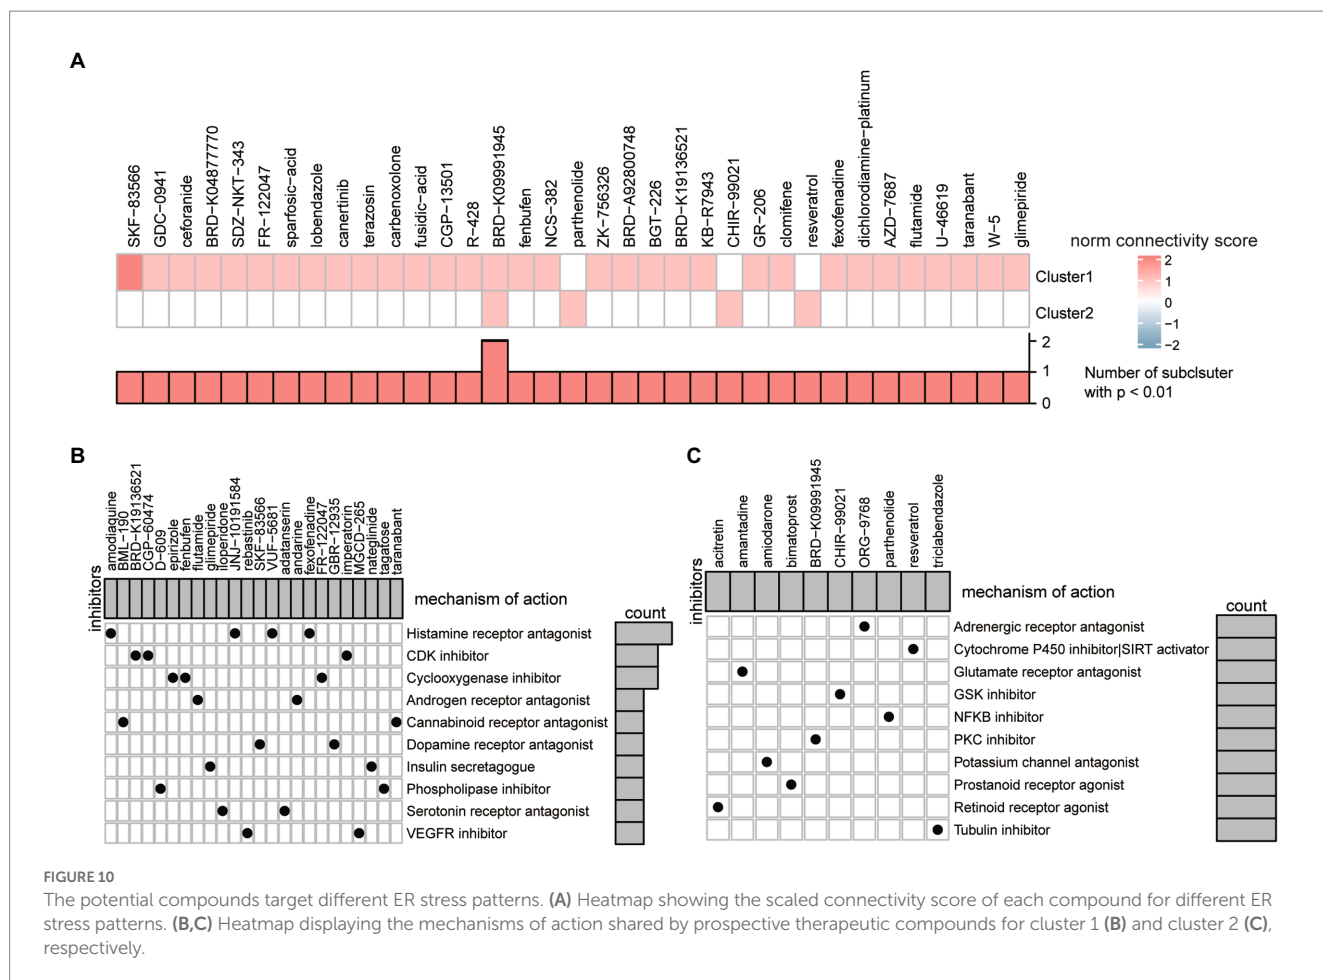 A
SKF-83566
GDC-0941
ceforanide
BRD-K04877770
SDZ-NKT-343
FR-122047
sparfosic-acid
lobendazole
canertinib
terazosin
carbenoxolone
fusidic-acid
CGP-13501
R-428
BRD-K09991945
fenbufen
NCS-382
parthenolide
ZK-756326
BRD-A92800748
BGT-226
BRD-K19136521
KB-R7943
CHIR-99021
GR-206
clomifene
resveratrol
fexofenadine
dichlorodiamine-platinum
AZD-7687
flutamide
U-46619
taranabant
W-5
glimepiride
norm connectivity score
2
1
0
-1
-2
Cluster1
Cluster2
2
1
0
Number of subclsuter
with p < 0.01
B
amodiaquine
BML-190
BRD-K19136521
CGP-60474
D-609
epirizole
fenbufen
flutamide
glimepiride
iloperidone
JNJ-10191584
rebastinib
SKF-83566
VUF-5681
adatanserin
andarine
fexofenadine
FR-122047
GBR-12935
imperatorin
MGCD-265
nateglinide
tagatose
taranabant
inhibitors
mechanism of action
count
Histamine receptor antagonist
CDK inhibitor
Cyclooxygenase inhibitor
Androgen receptor antagonist
Cannabinoid receptor antagonist
Dopamine receptor antagonist
Insulin secretagogue
Phospholipase inhibitor
Serotonin receptor antagonist
VEGFR inhibitor
C
acitretin
amantadine
amiodarone
bimatoprost
BRD-K09991945
CHIR-99021
ORG-9768
parthenolide
resveratrol
triclabendazole
inhibitors
mechanism of action
count
Adrenergic receptor antagonist
Cytochrome P450 inhibitor|SIRT activator
Glutamate receptor antagonist
GSK inhibitor
NFKB inhibitor
PKC inhibitor
Potassium channel antagonist
Prostanoid receptor agonist
Retinoid receptor agonist
Tubulin inhibitor
FIGURE 10
The potential compounds target different ER stress patterns. (A) Heatmap showing the scaled connectivity score of each compound for different ER
stress patterns. (B,C) Heatmap displaying the mechanisms of action shared by prospective therapeutic compounds for cluster 1 (B) and cluster 2 (C),
respectively.